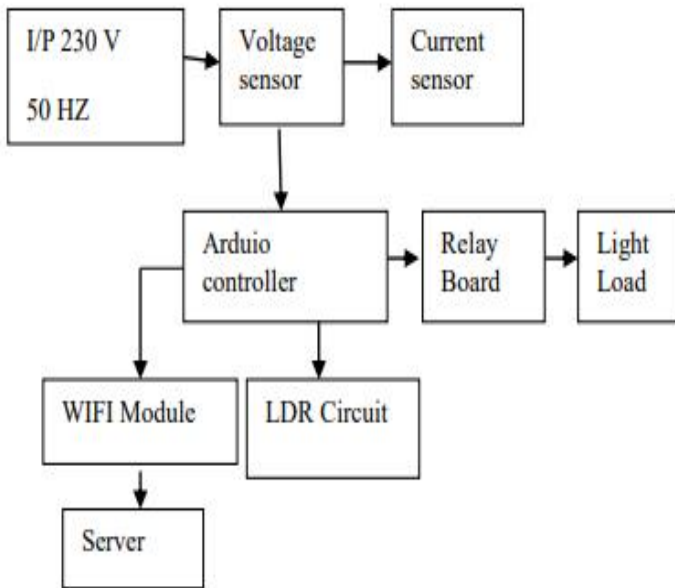 I/P 230 V
50 HZ
Voltage
sensor
Current
sensor
Arduio
controller
Relay
Board
Light
Load
WIFI Module
LDR Circuit
Server